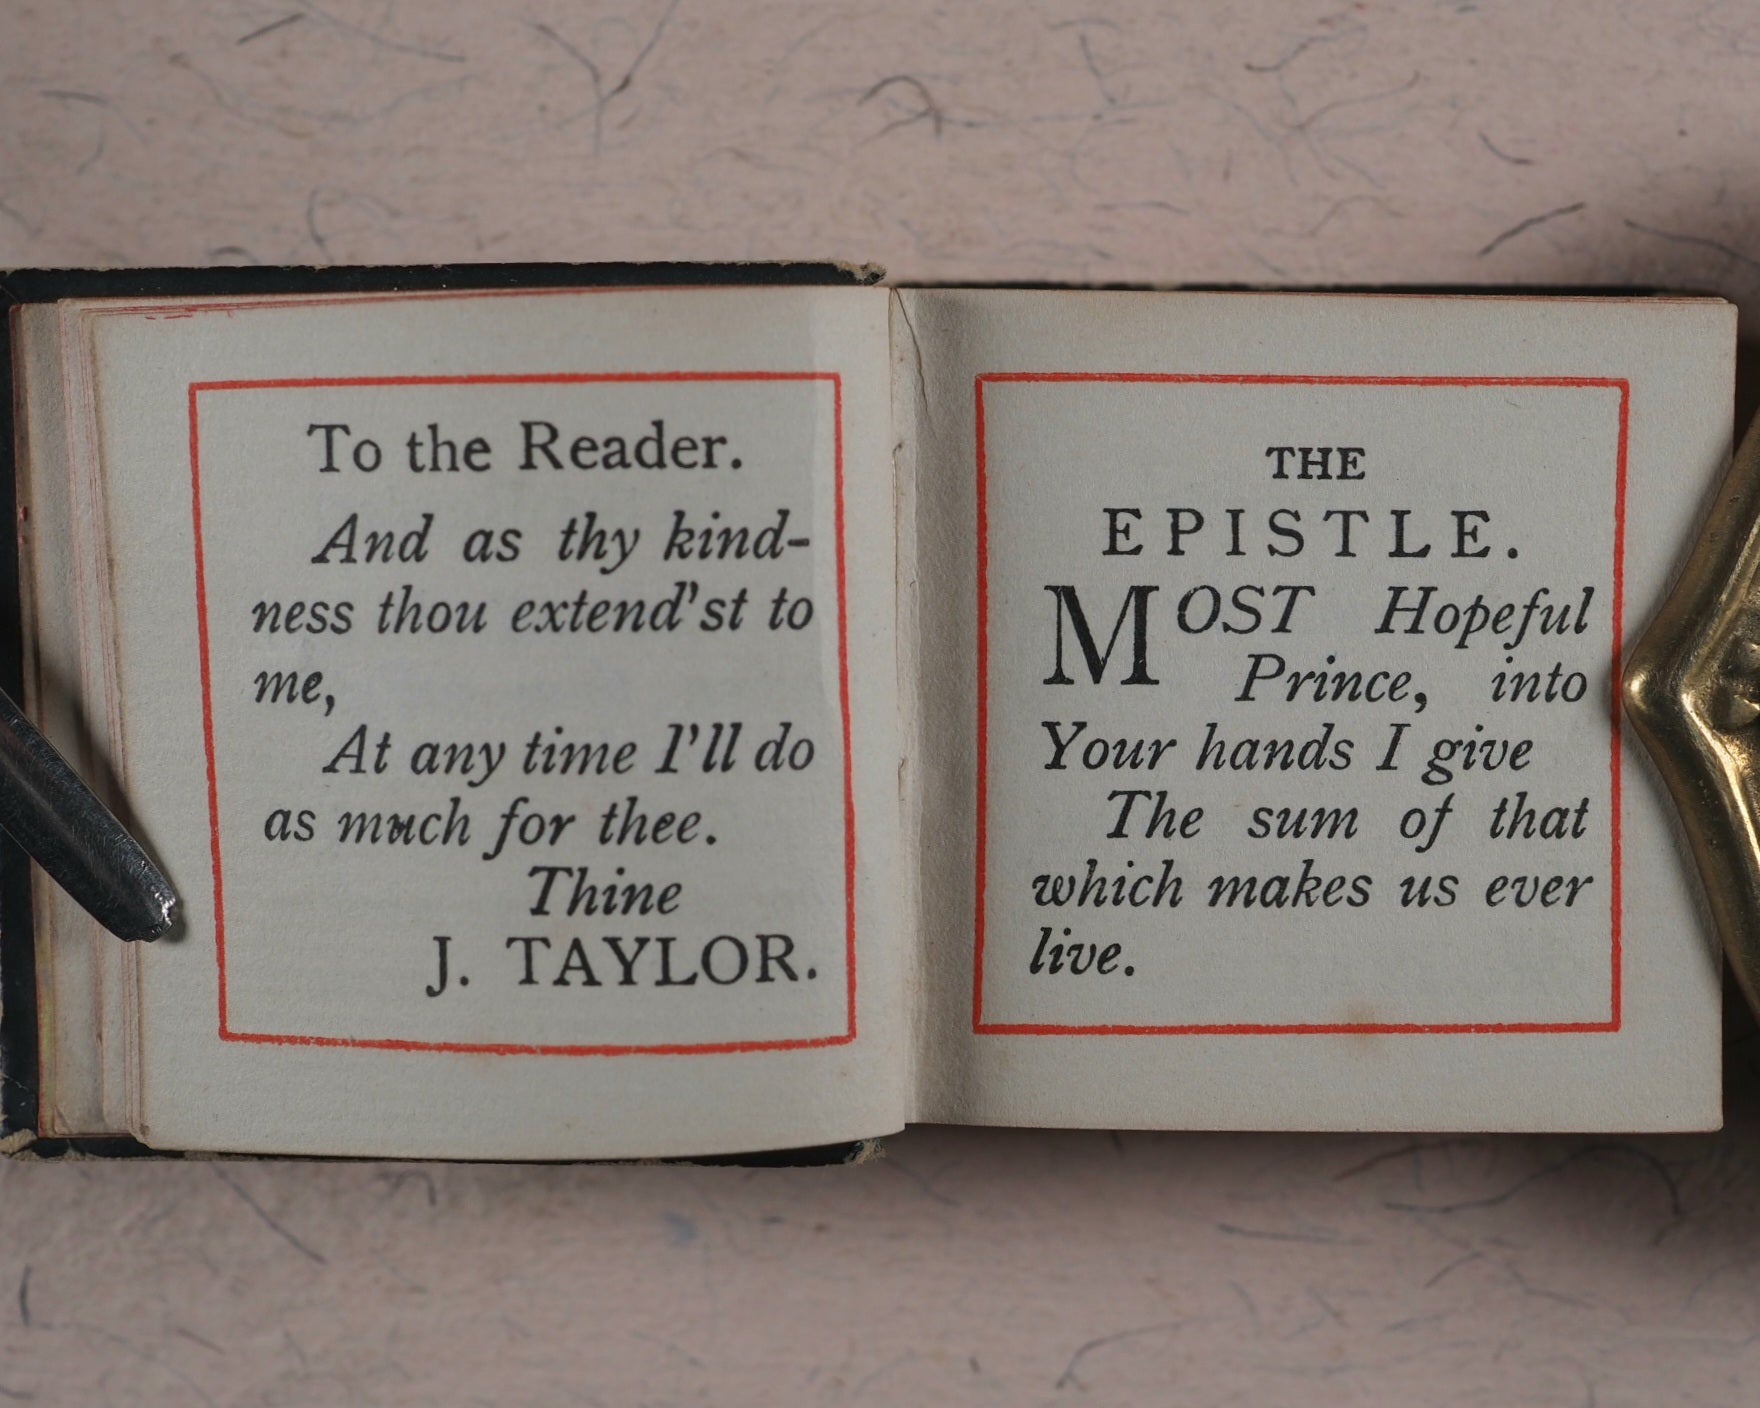 To the Reader.
And as thy kind-
ness thou extend'st to
me,
At any time I'll do
as much for thee.
Thine
J. TAYLOR.
THE
EPISTLE.
MOST Hopeful
Prince, into
Your hands I give
The sum of that
which makes us ever
live.